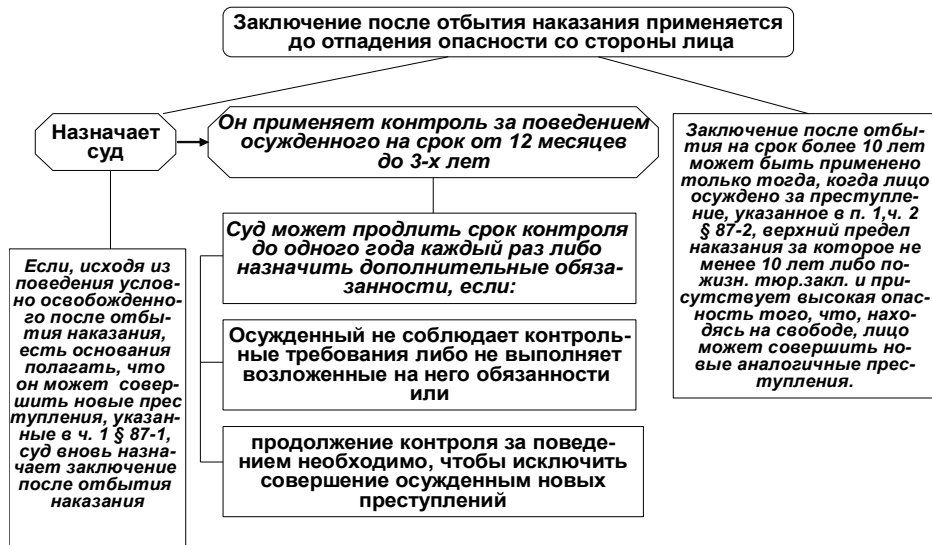 Заключение после отбытия наказания применяется
до отпадения опасности со стороны лица
Назначает
суд
Он применяет контроль за поведением
осужденного на срок от 12 месяцев
до 3-х лет
Заключение после отбы-
тия на срок более 10 лет
может быть применено
только тогда, когда лицо
осуждено за преступле-
ние, указанное в п. 1,ч. 2
§ 87-2, верхний предел
наказания за которое не
менее 10 лет либо по-
жизн. тюр.закл. и при-
сутствует высокая опас-
ность того, что, нахо-
дясь на свободе, лицо
может совершить но-
вые аналогичные прес-
тупления.
Суд может продлить срок контроля
до одного года каждый раз либо
назначить дополнительные обяза-
занности, если:
Если, исходя из
поведения услов-
но освобожденно-
го после отбы-
тия наказания,
есть основания
полагать, что
он может совер-
шить новые прес
тупления, указан-
ные в ч. 1 § 87-1,
суд вновь назна-
чает заключение
после отбытия
наказания
Осужденный не соблюдает контроль-
ные требования либо не выполняет
возложенные на него обязанности
или
продолжение контроля за поведе-
нием необходимо, чтобы исключить
совершение осужденным новых
преступлений